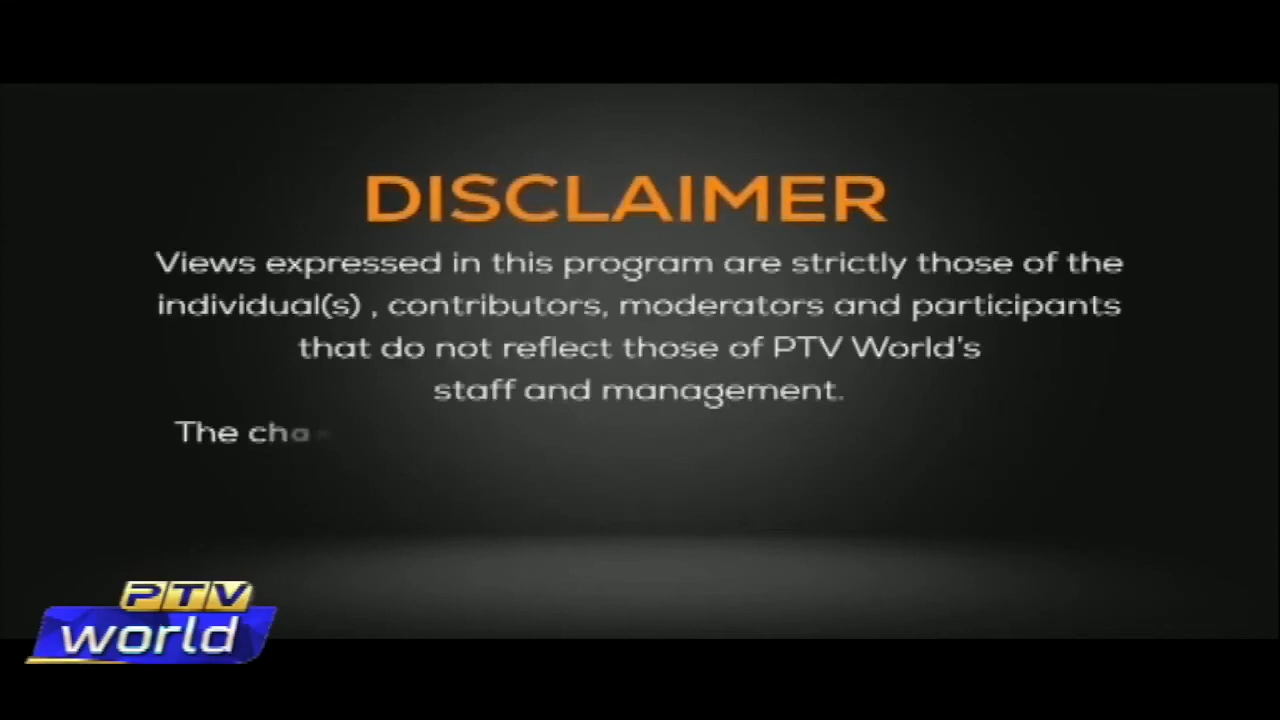 DISCLAIMER
Views expressed in this program are strictly those of the
individual(s) , contributors, moderators and participants
that do not reflect those of PTV World's
staff and management.
The cha
PTV
world